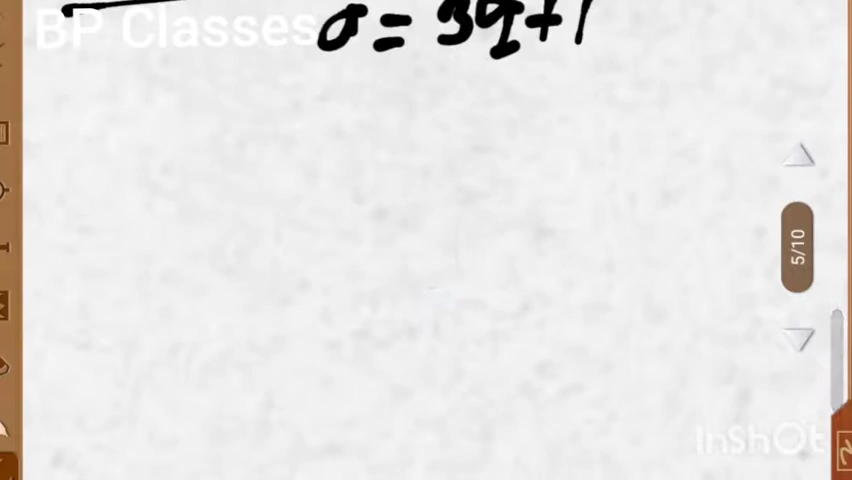 BP Classes
a = 3q+1
5/10
InShOt